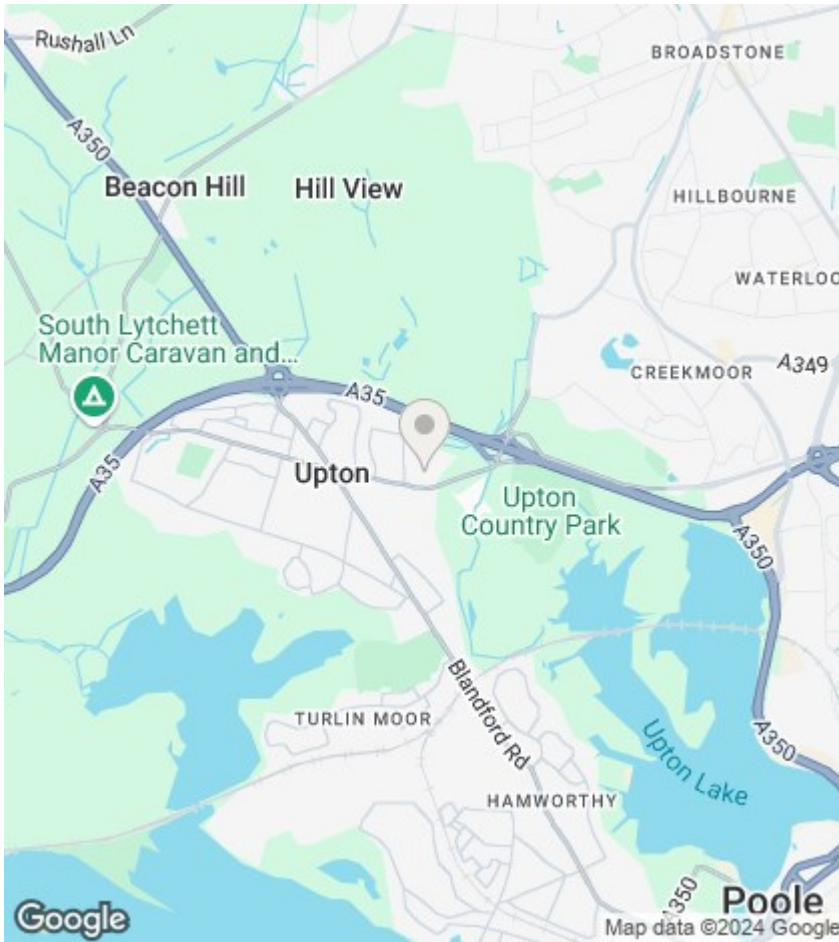 Rushall Ln
BROADSTONE
A350
Beacon Hill
Hill View
HILLBOURNE
WATERLOO
South Lytchett
Manor Caravan and...
A349
CREEKMOOR
A35
A35
Upton
Upton
Country Park
A350
Blandford Rd
TURLIN MOOR
Upton Lake
A350
HAMWORTHY
A350
Poole
Google
Map data ©2024 Google